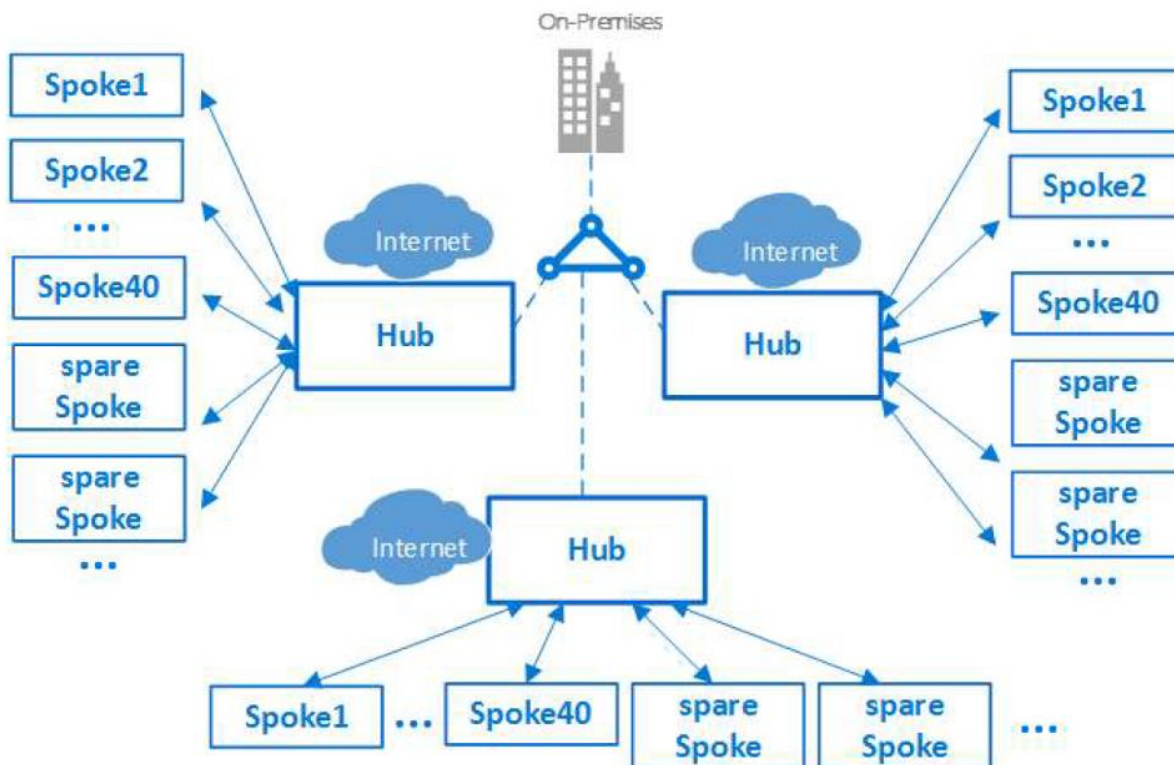 On-Premises
Spoke1
Spoke2
...
Spoke40
spare
Spoke
spare
Spoke
...
Internet
Hub
Internet
Hub
Spoke1
Spoke2
...
Spoke40
spare
Spoke
spare
Spoke
...
Internet
Hub
Spoke1
...
Spoke40
spare
Spoke
spare
Spoke
...